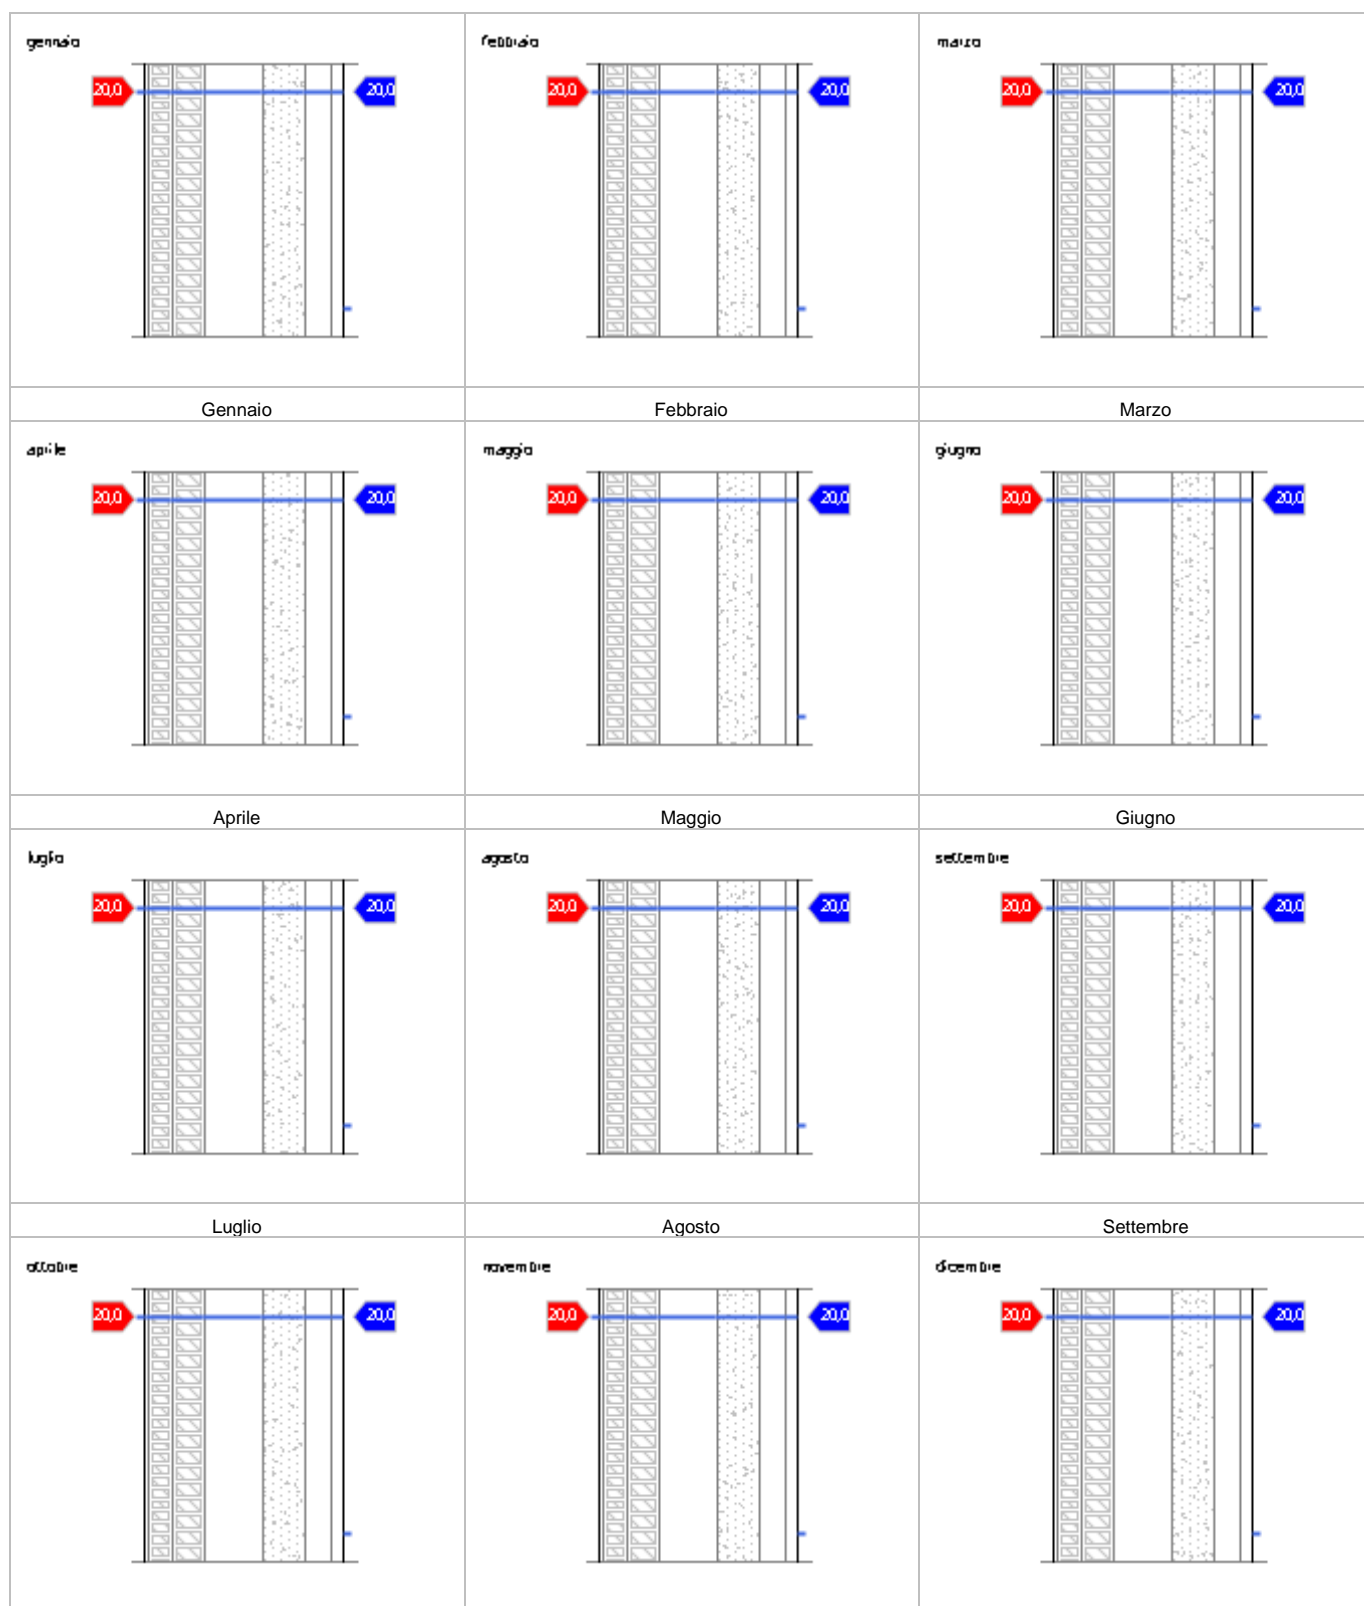 gennaio febbraio marzo
20,0 20,0 20,0 20,0 20,0 20,0
Gennaio Febbraio Marzo
aprile maggio giugno
20,0 20,0 20,0 20,0 20,0 20,0
Aprile Maggio Giugno
luglio agosto settembre
20,0 20,0 20,0 20,0 20,0 20,0
Luglio Agosto Settembre
ottobre novembre dicembre
20,0 20,0 20,0 20,0 20,0 20,0